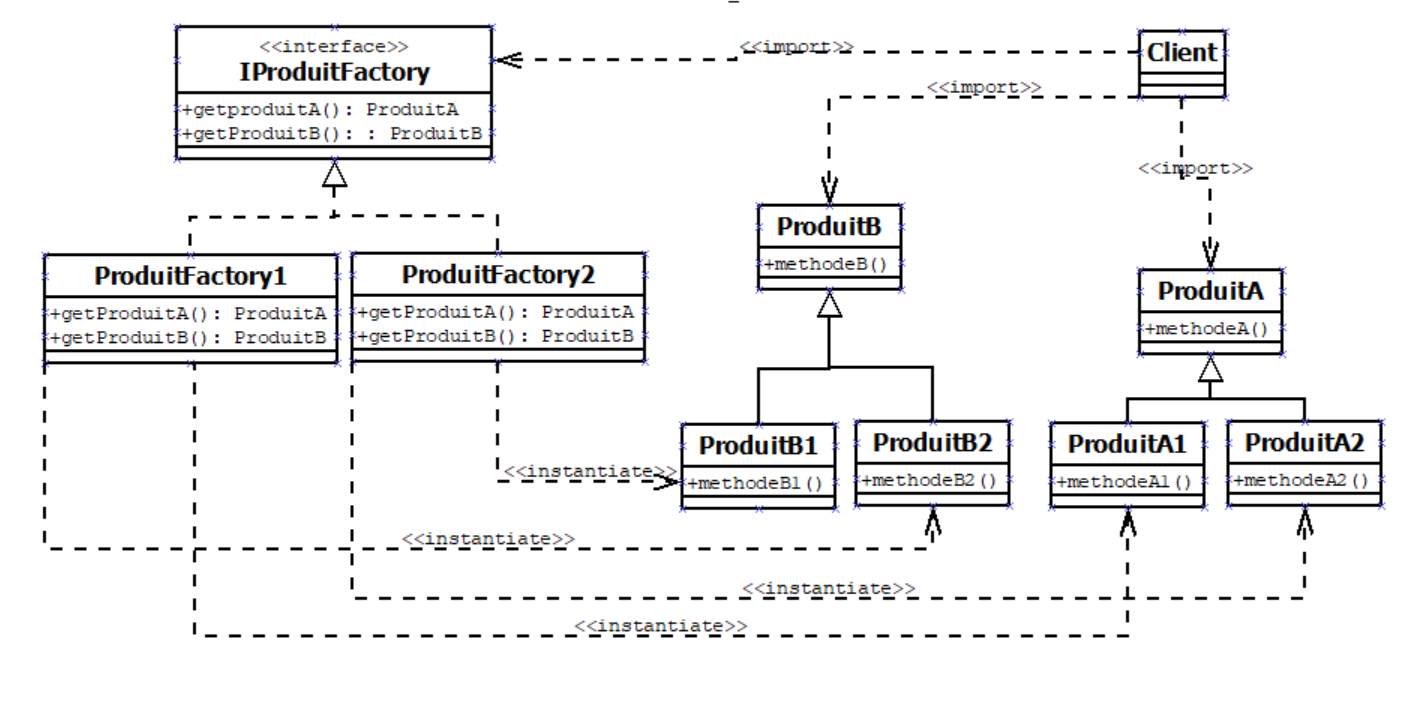 <<interface>>
IProduitFactory
+getproduitA(): ProduitA
+getProduitB(): : ProduitB
<<import>>
Client
<<import>>
<<import>>
ProduitB
+methodeB()
ProduitA
+methodeA()
ProduitFactory1
+getProduitA(): ProduitA
+getProduitB(): ProduitB
ProduitFactory2
+getProduitA(): ProduitA
+getProduitB(): ProduitB
ProduitB1
+methodeB1()
ProduitB2
+methodeB2()
ProduitA1
+methodeA1()
ProduitA2
+methodeA2()
<<instantiate>>
<<instantiate>>
<<instantiate>>
<<instantiate>>